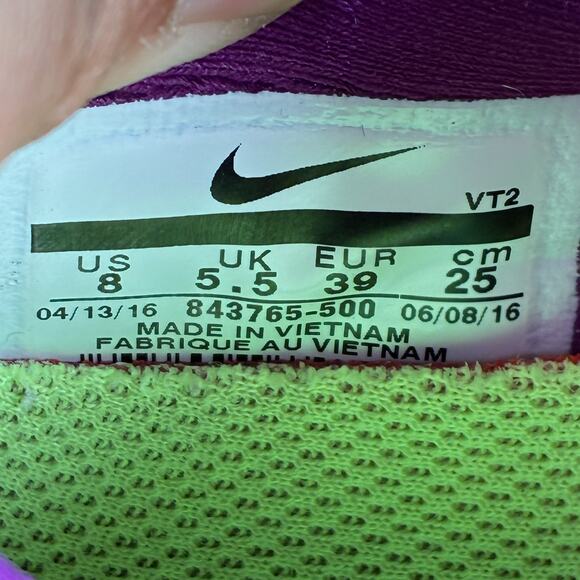 VT2
US UK EUR cm
8 5.5 39 25
04/13/16 843765-500 06/08/16
MADE IN VIETNAM
FABRIQUE AU VIETNAM